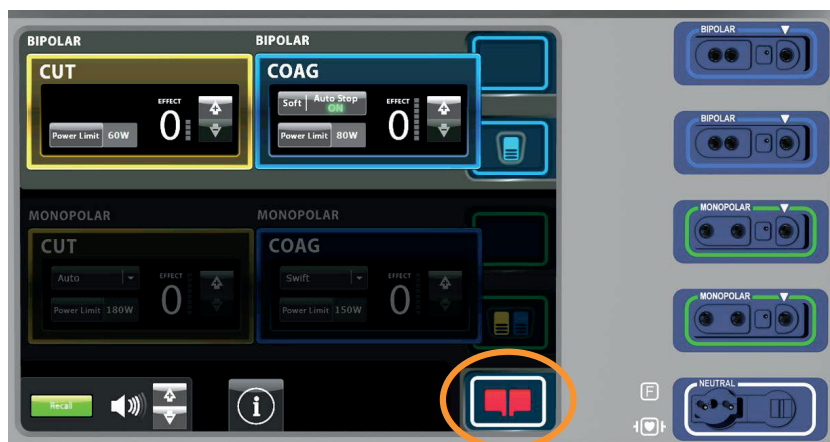 BIPOLAR
BIPOLAR
CUT
COAG
EFFECT
0
Power Limit 60W
Soft Auto Stop
ON
EFFECT
0
Power Limit 80W
MONOPOLAR
MONOPOLAR
CUT
COAG
Auto
EFFECT
0
Power Limit 180W
Swift
EFFECT
0
Power Limit 150W
Recall
i
BIPOLAR
BIPOLAR
MONOPOLAR
MONOPOLAR
NEUTRAL
F